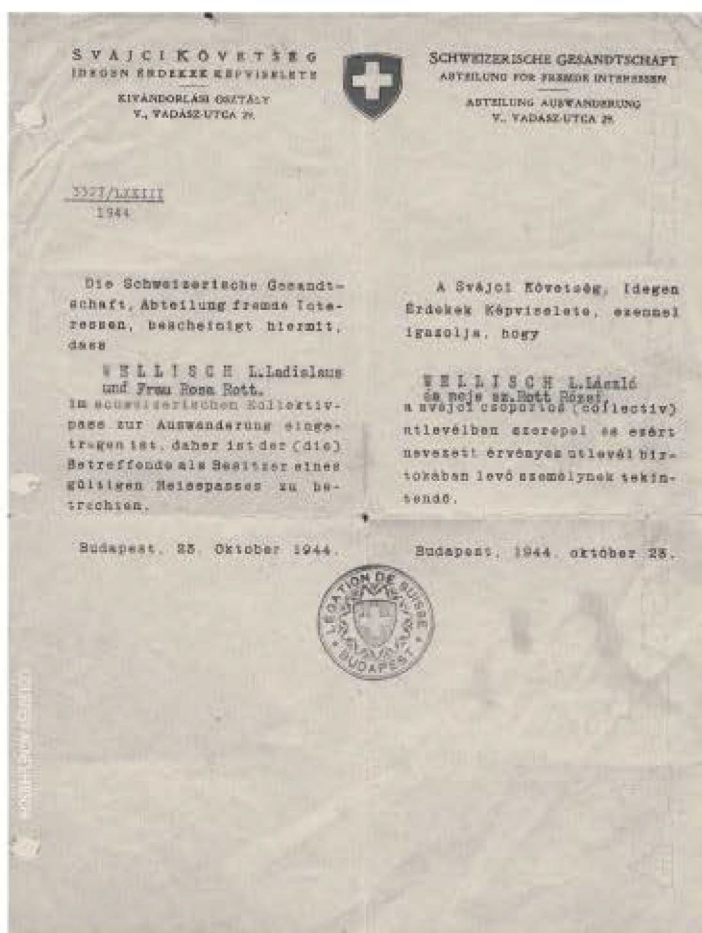 SVÁJCI KÖVETSÉG
IDEGEN ÉRDEKEK KÉPVISELETE
KIVÁNDORLÁSI OSZTÁLY
V., VADÁSZ-UTCA 29.
SCHWEIZERISCHE GESANDTSCHAFT
ABTEILUNG FÜR FREMDE INTERESSEN
ABTEILUNG AUSWANDERUNG
V., VADÁSZ-UTCA 29.
1944
Die Schweizerische Gesandt-
schaft, Abteilung fremde Inte-
ressen, bescheinigt hiermit,
dass
WELLISCH L.Ladislaus
und Frau Rosa Rott.
im schweizerischen Kollektiv-
pass zur Auswanderung einge-
tragen ist, daher ist der (die)
Betreffende als Besitzer eines
gültigen Reisepasses zu be-
trachten.
Budapest, 23. Oktober 1944.
A Svájci Követség, Idegen
Érdekek Képviselete, ezennel
igazolja, hogy
WELLISCH L.László
és neje sz.Rott Rózsi,
a svájci csoportos (collectiv)
utlevélben szerepel és ezért
nevezett érvényes utlevél bir-
tokában levő személynek tekin-
tendő.
Budapest, 1944. október 23.
LÉGATION DE SUISSE
BUDAPEST